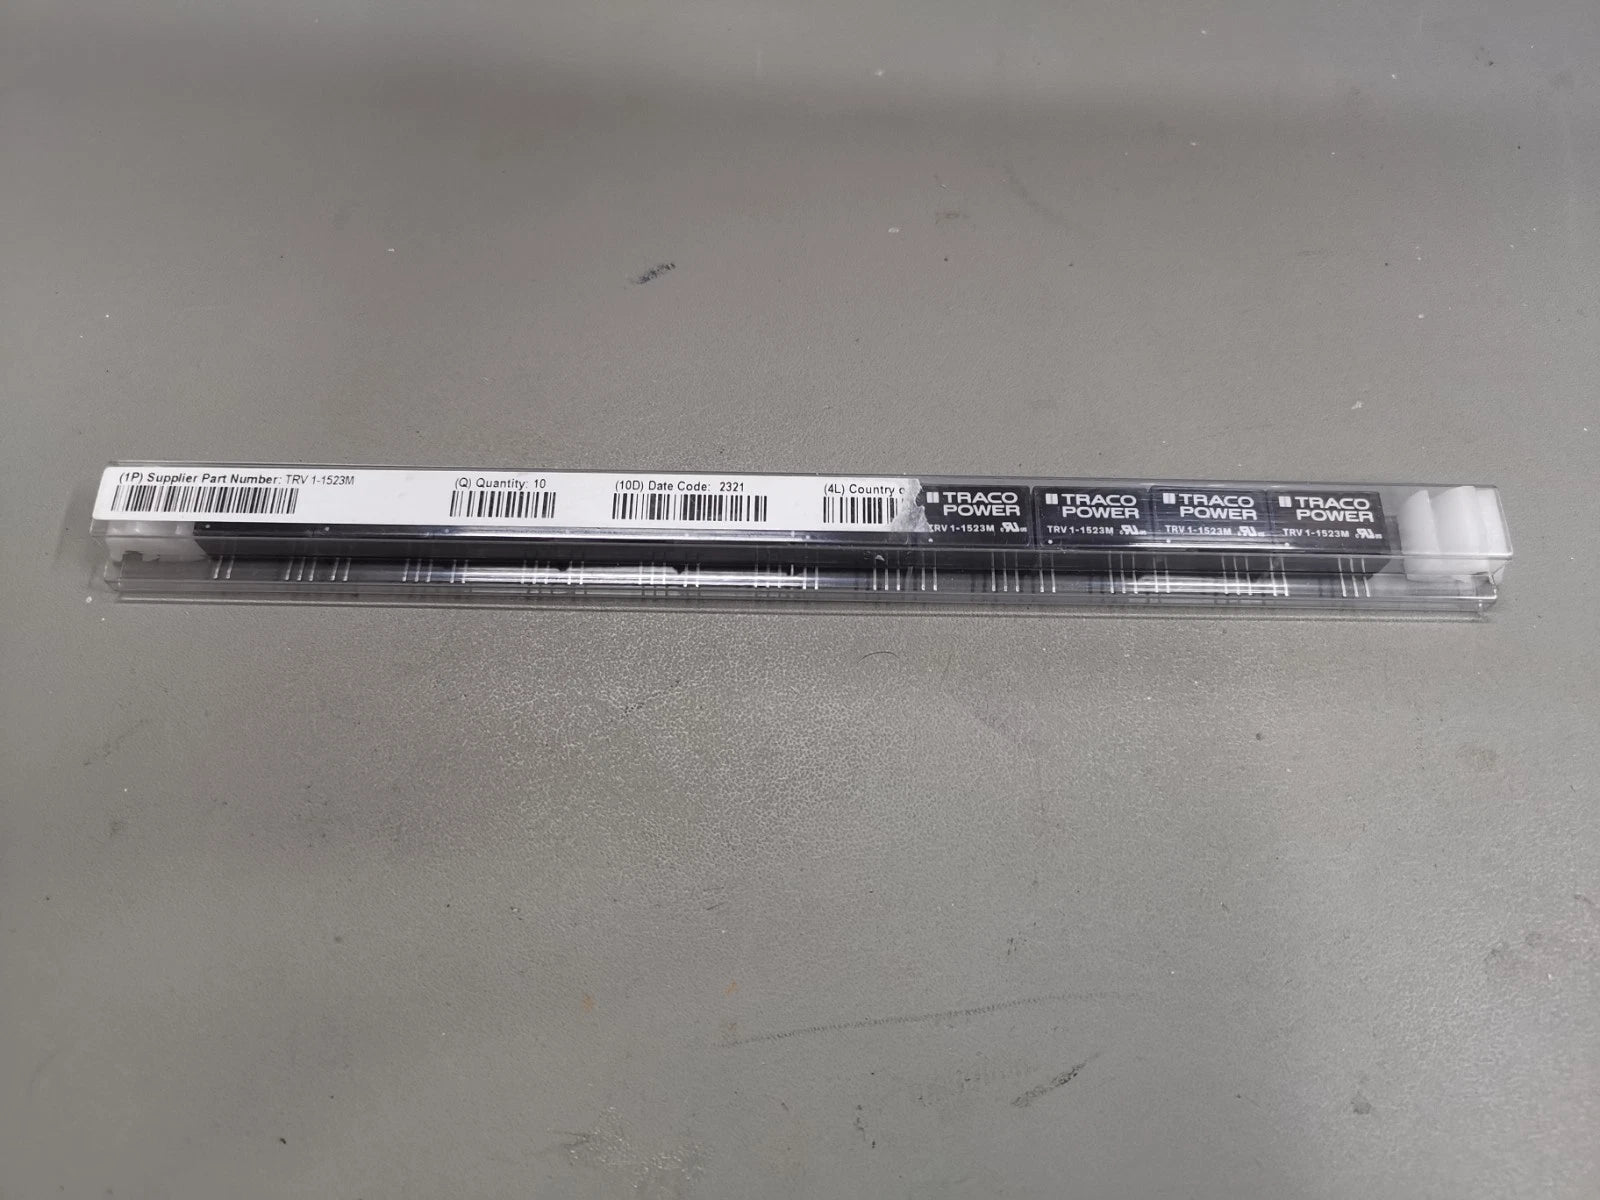 (1P) Supplier Part Number: TRV 1-1523M
(Q) Quantity: 10
(10D) Date Code: 2321
(4L) Country
TRACO
POWER
TRV 1-1523M
TRACO
POWER
TRV 1-1523M
TRACO
POWER
TRV 1-1523M
TRACO
POWER
TRV 1-1523M